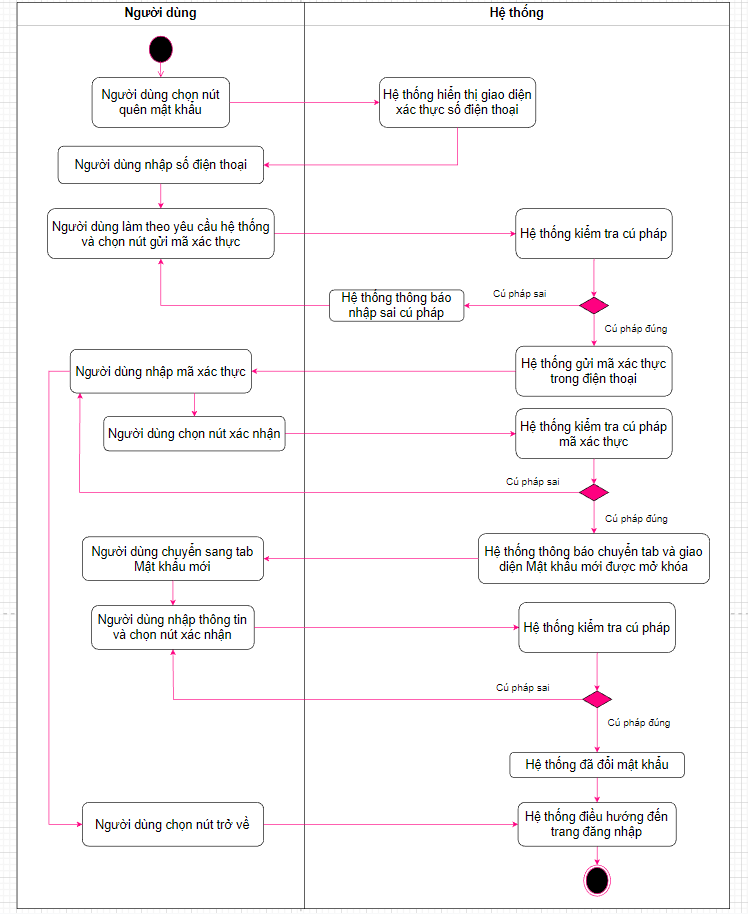 Người dùng
Hệ thống
Người dùng chọn nút
quên mật khẩu
Hệ thống hiển thị giao diện
xác thực số điện thoại
Người dùng nhập số điện thoại
Người dùng làm theo yêu cầu hệ thống
và chọn nút gửi mã xác thực
Hệ thống kiểm tra cú pháp
Cú pháp sai
Hệ thống thông báo
nhập sai cú pháp
Cú pháp đúng
Hệ thống gửi mã xác thực
trong điện thoại
Người dùng nhập mã xác thực
Người dùng chọn nút xác nhận
Hệ thống kiểm tra cú pháp
mã xác thực
Cú pháp sai
Cú pháp đúng
Hệ thống thông báo chuyển tab và giao
diện Mật khẩu mới được mở khóa
Người dùng chuyển sang tab
Mật khẩu mới
Người dùng nhập thông tin
và chọn nút xác nhận
Hệ thống kiểm tra cú pháp
Cú pháp sai
Cú pháp đúng
Hệ thống đã đổi mật khẩu
Người dùng chọn nút trở về
Hệ thống điều hướng đến
trang đăng nhập